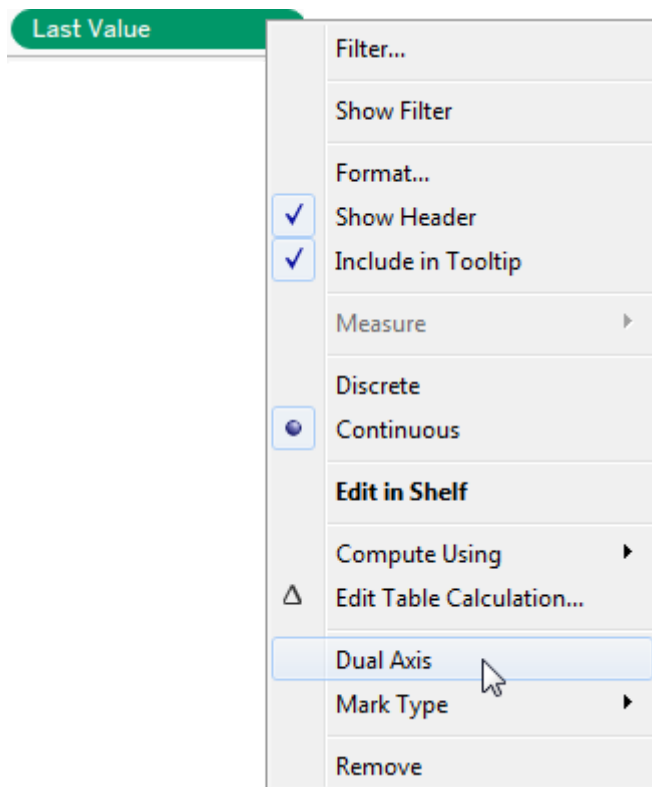 Last Value
Filter...
Show Filter
Format...
Show Header
Include in Tooltip
Measure
Discrete
Continuous
Edit in Shelf
Compute Using
Edit Table Calculation...
Dual Axis
Mark Type
Remove